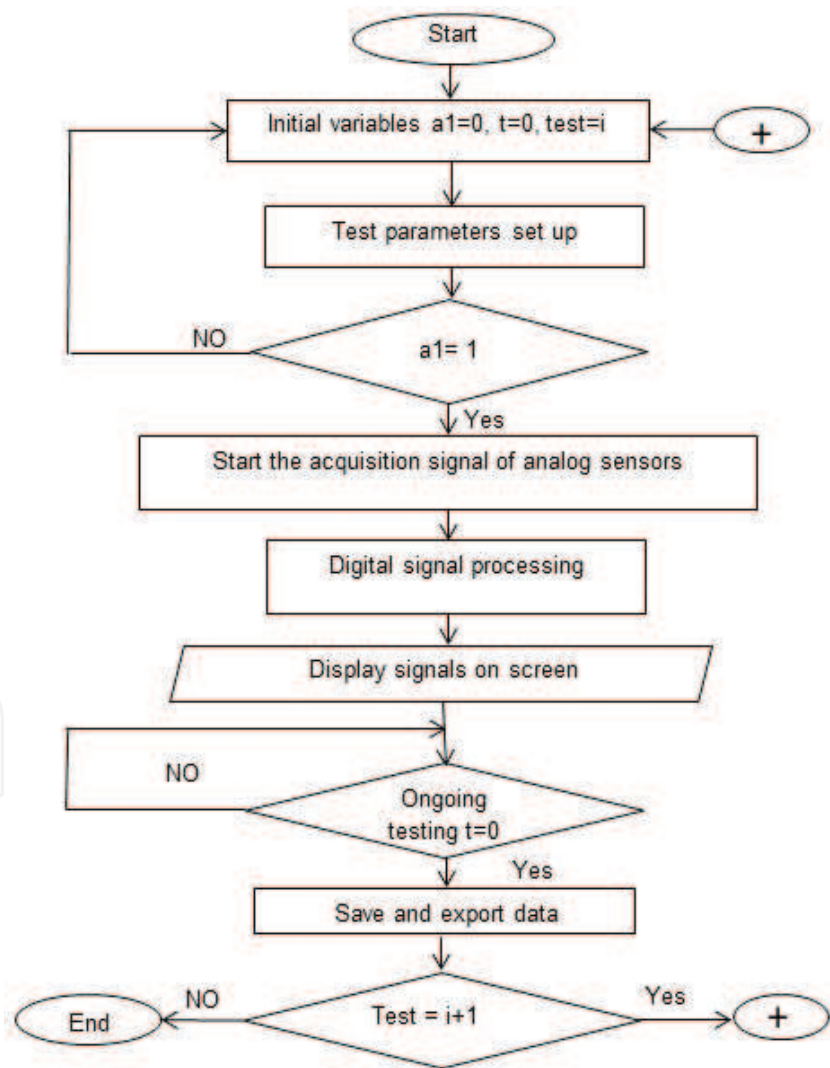 Start
Initial variables a1=0, t=0, test=i
+
Test parameters set up
NO
a1= 1
Yes
Start the acquisition signal of analog sensors
Digital signal processing
Display signals on screen
NO
Ongoing
testing t=0
Yes
Save and export data
NO
Yes
End
Test = i+1
+